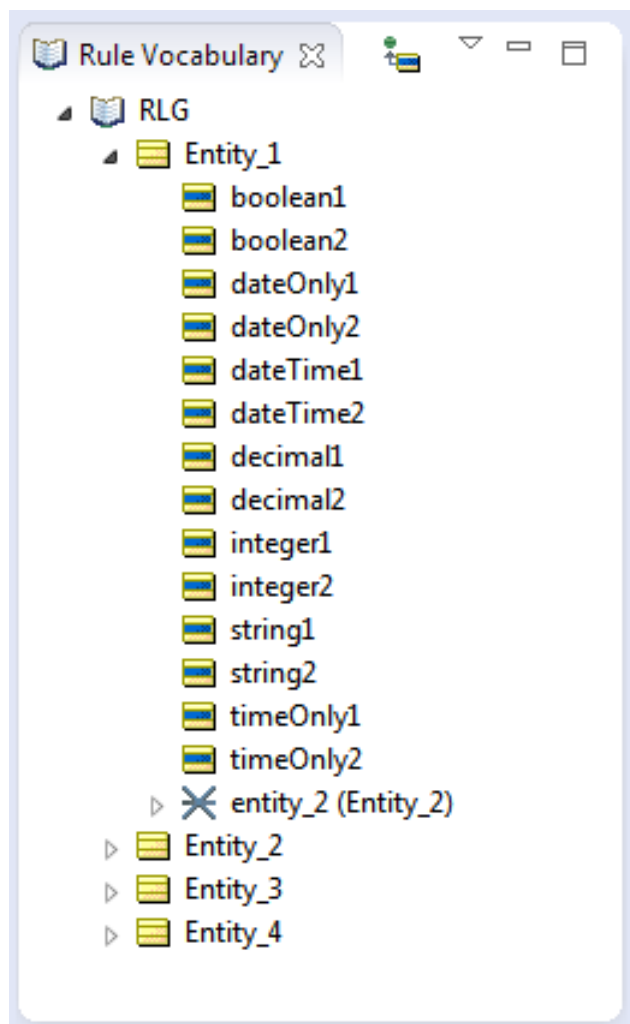 Rule Vocabulary
RLG
Entity_1
boolean1
boolean2
dateOnly1
dateOnly2
dateTime1
dateTime2
decimal1
decimal2
integer1
integer2
string1
string2
timeOnly1
timeOnly2
entity_2 (Entity_2)
Entity_2
Entity_3
Entity_4